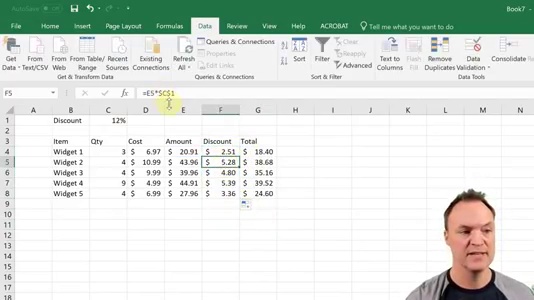 AutoSave Book7
File Home Insert Page Layout Formulas Data Review View Help ACROBAT Tell me what you want to do
Get Data From Text/CSV From Web From Table/Range Recent Sources Existing Connections Refresh All Queries & Connections Properties Edit Links Sort Filter Clear Reapply Advanced Text to Columns Flash Fill Remove Duplicates Data Validation Consolidate
Get & Transform Data Queries & Connections Sort & Filter Data Tools
F5 fx =E5*$C$1
A B C D E F G H I J K L M N
1 Discount 12%
2
3 Item Qty Cost Amount Discount Total
4 Widget 1 3 $ 6.97 $ 20.91 $ 2.51 $ 18.40
5 Widget 2 4 $ 10.99 $ 43.96 $ 5.28 $ 38.68
6 Widget 3 4 $ 9.99 $ 39.96 $ 4.80 $ 35.16
7 Widget 4 9 $ 4.99 $ 44.91 $ 5.39 $ 39.52
8 Widget 5 4 $ 6.99 $ 27.96 $ 3.36 $ 24.60
9
10
11
12
13
14
15
16
17
18